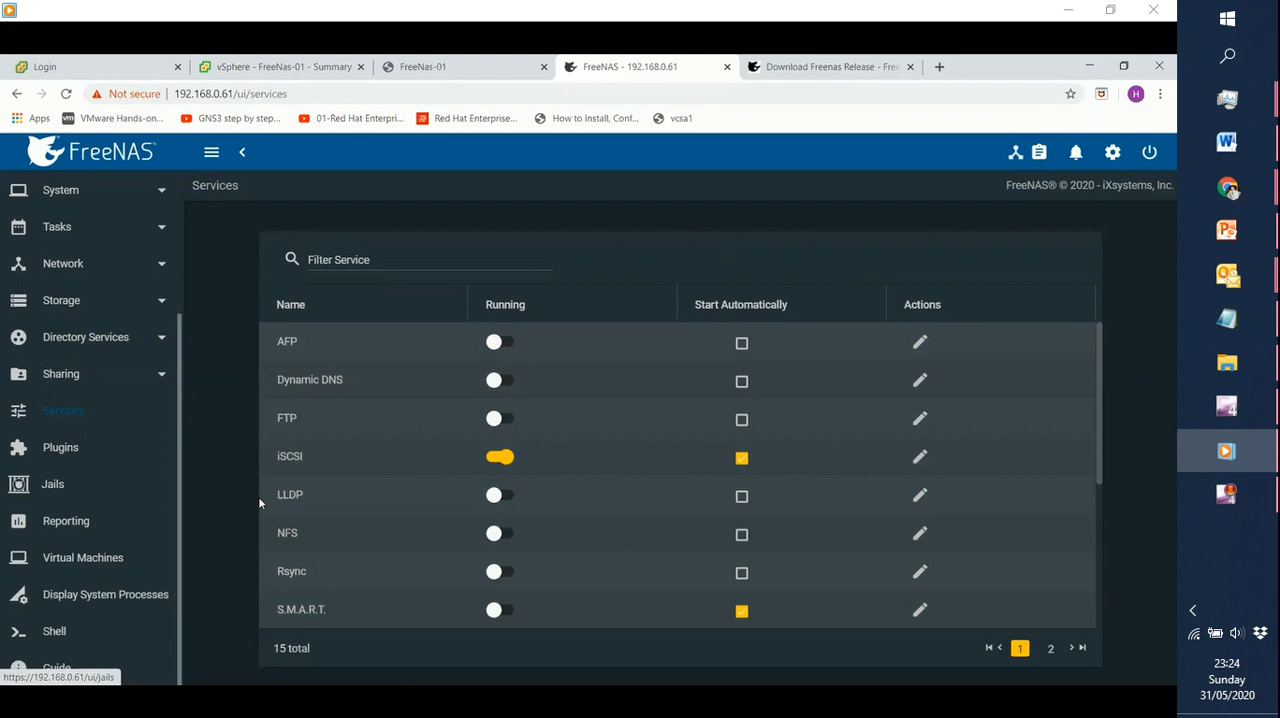 Login
vSphere - FreeNas-01 - Summary
FreeNas-01
FreeNAS - 192.168.0.61
Download Freenas Release - Free
Not secure
192.168.0.61/ui/services
H
Apps
vm
VMware Hands-on...
GNS3 step by step...
01-Red Hat Enterpri...
Red Hat Enterprise...
How to Install, Conf...
vcsa1
FreeNAS
Services
FreeNAS® © 2020 - iXsystems, Inc.
System
Tasks
Network
Storage
Directory Services
Sharing
Services
Plugins
Jails
Reporting
Virtual Machines
Display System Processes
Shell
Guide
https://192.168.0.61/ui/jails
Filter Service
Name Running Start Automatically Actions
AFP
Dynamic DNS
FTP
iSCSI
LLDP
NFS
Rsync
S.M.A.R.T.
15 total
1 2
23:24
Sunday
31/05/2020